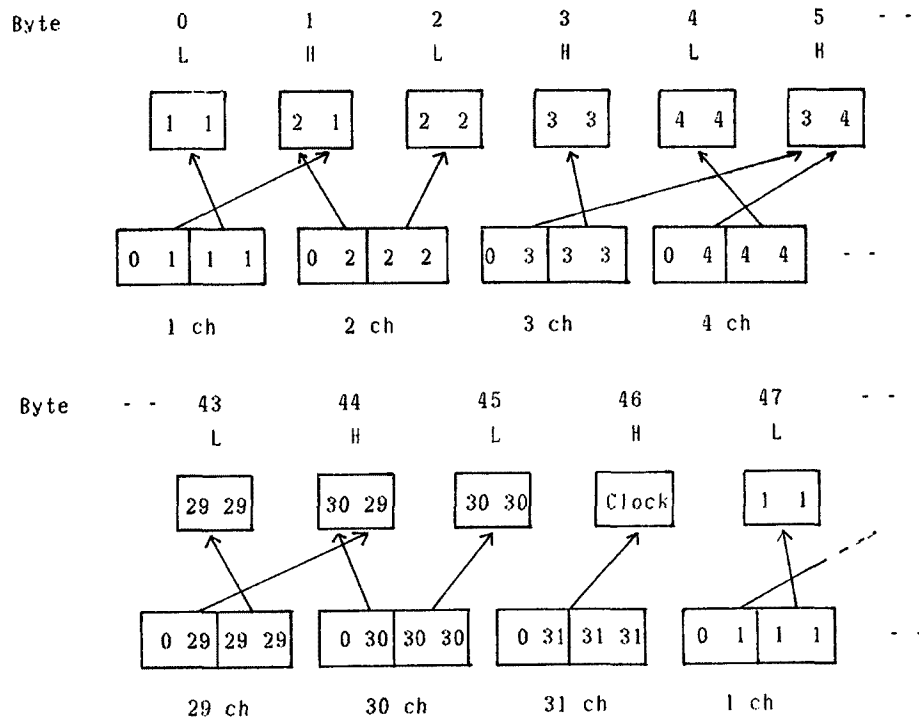 Byte 0 1 2 3 4 5 - -
L H L H L H
1 1 2 1 2 2 3 3 4 4 3 4
0 1 1 1 0 2 2 2 0 3 3 3 0 4 4 4 - -
1 ch 2 ch 3 ch 4 ch
Byte - - 43 44 45 46 47 - -
L H L H L
29 29 30 29 30 30 Clock 1 1
0 29 29 29 0 30 30 30 0 31 31 31 0 1 1 1 - -
29 ch 30 ch 31 ch 1 ch